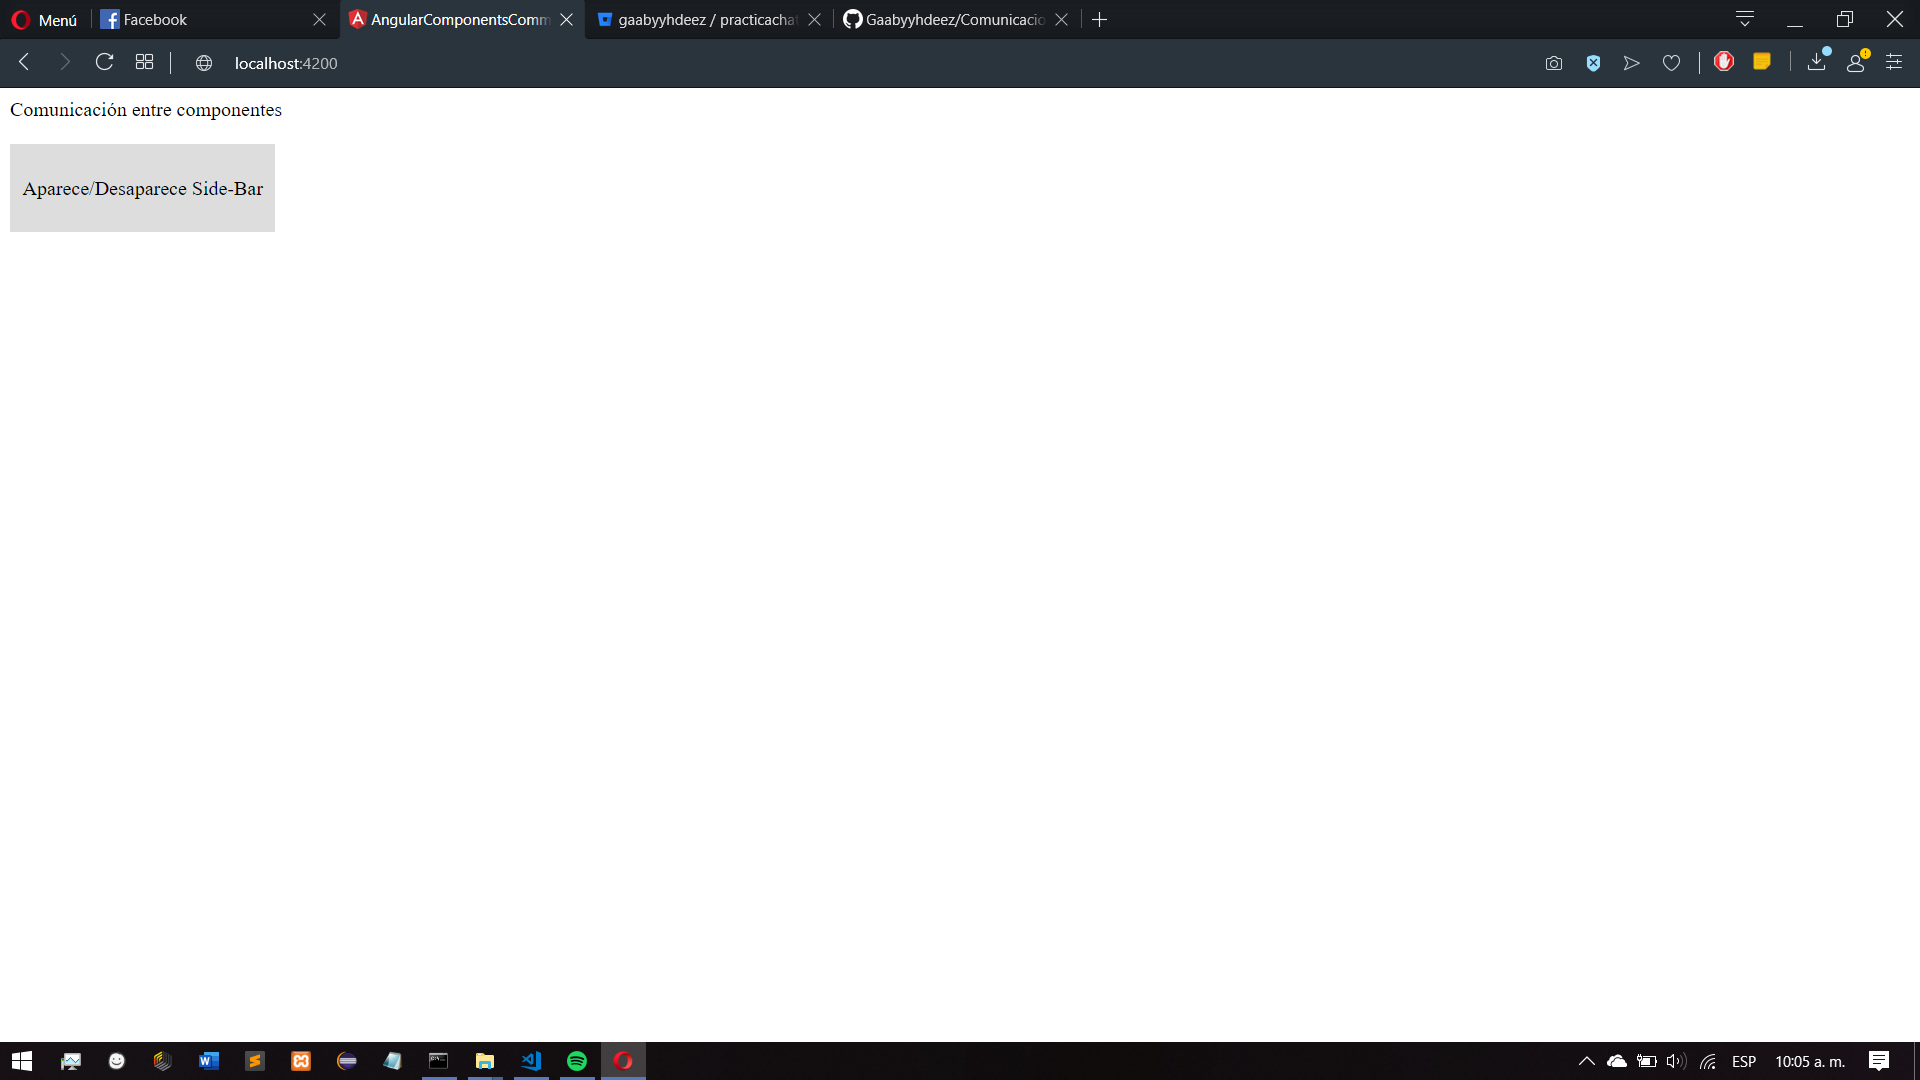 Menú
Facebook
AngularComponentsComm
gaabyyhdeez / practicachat
Gaabyyhdeez/Comunicacio
localhost:4200
Comunicación entre componentes
Aparece/Desaparece Side-Bar
ESP
10:05 a. m.